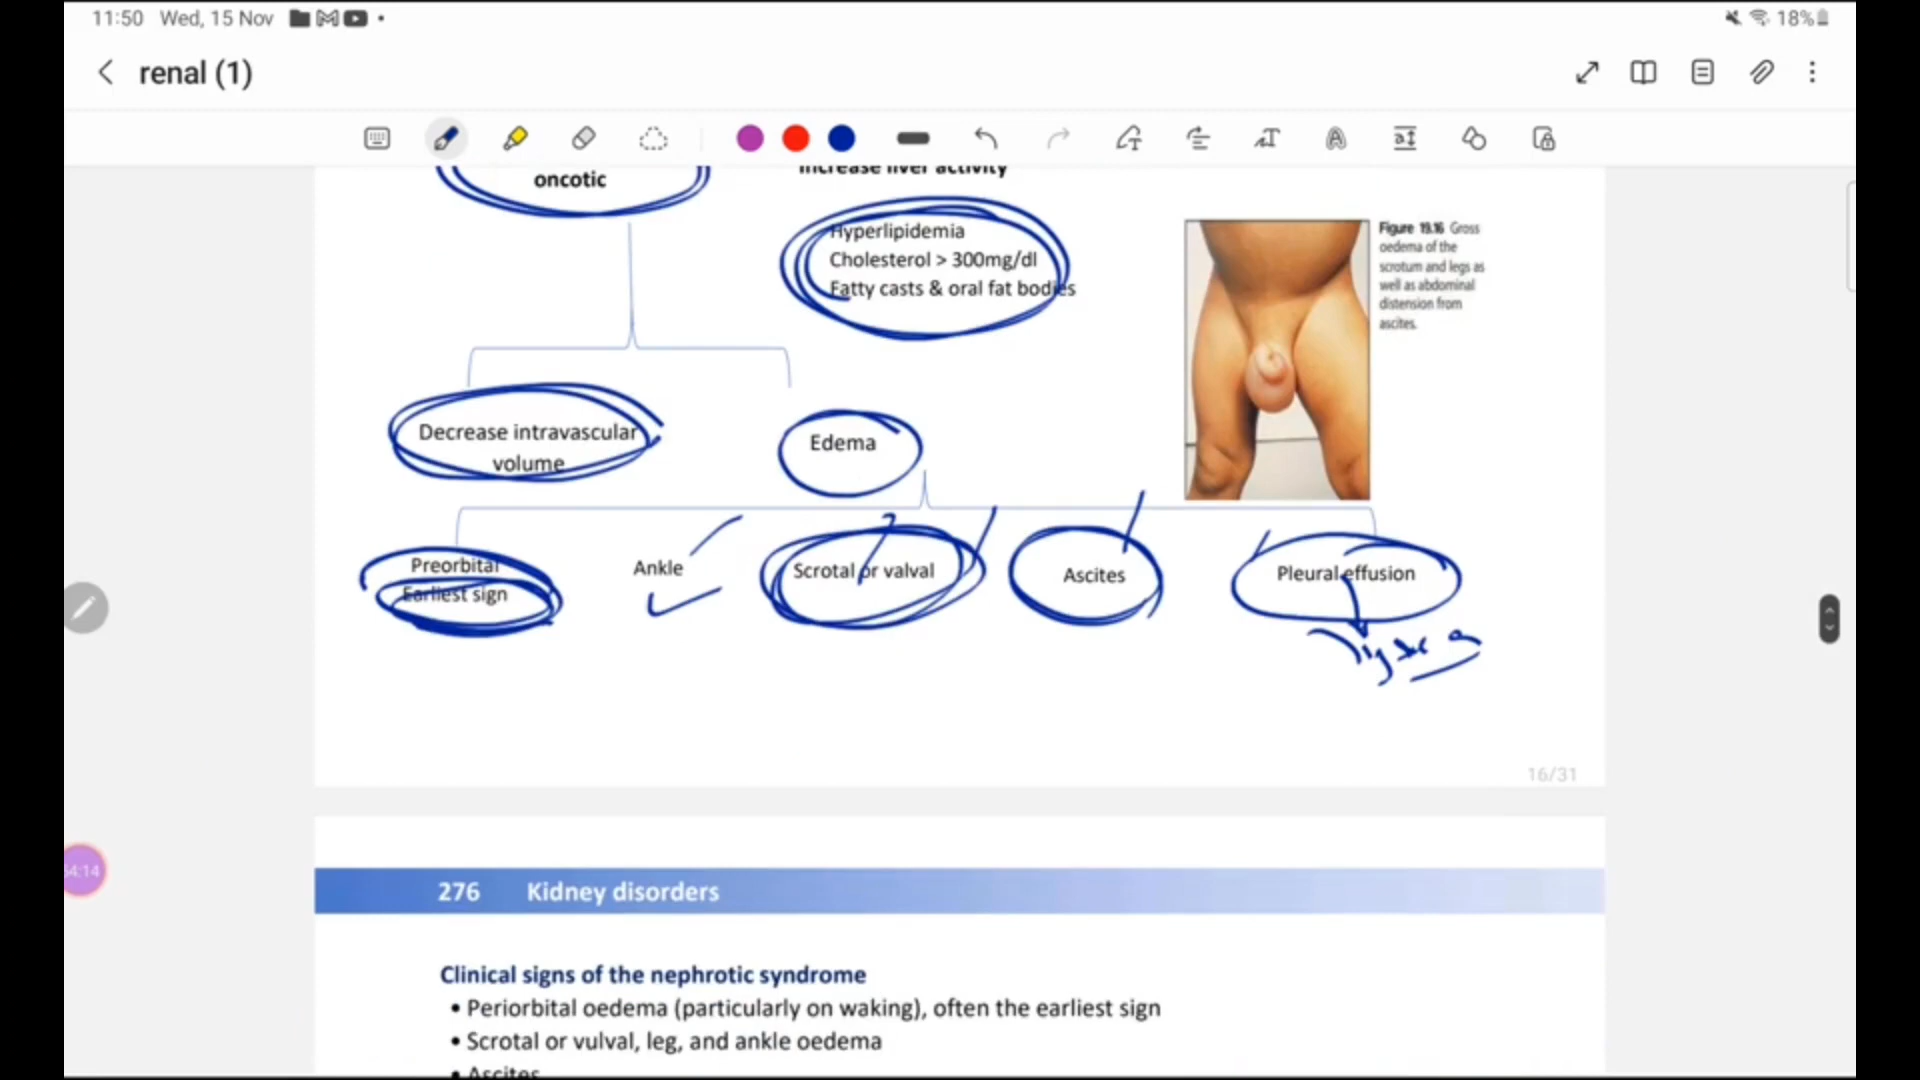 11:50 Wed, 15 Nov
18%
renal (1)
oncotic
Increase liver activity
Hyperlipidemia
Cholesterol > 300mg/dl
Fatty casts & oral fat bodies
Figure 19.16 Gross
oedema of the
scrotum and legs as
well as abdominal
distension from
ascites.
Decrease intravascular
volume
Edema
Preorbital
Earliest sign
Ankle
Scrotal or valval
Ascites
Pleural effusion
16/31
54:14
276 Kidney disorders
Clinical signs of the nephrotic syndrome
• Periorbital oedema (particularly on waking), often the earliest sign
• Scrotal or vulval, leg, and ankle oedema
• Ascites